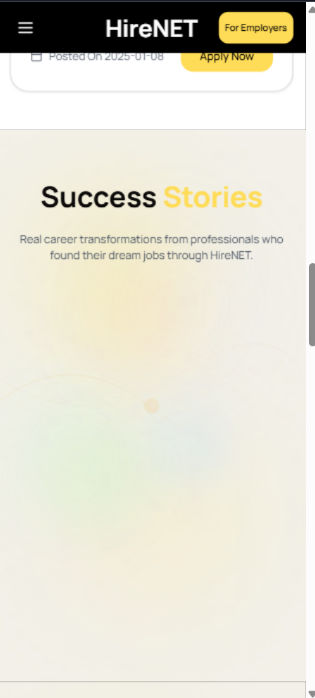 HireNET
For Employers
Posted On 2025-01-08
Apply Now
Success Stories
Real career transformations from professionals who
found their dream jobs through HireNET.